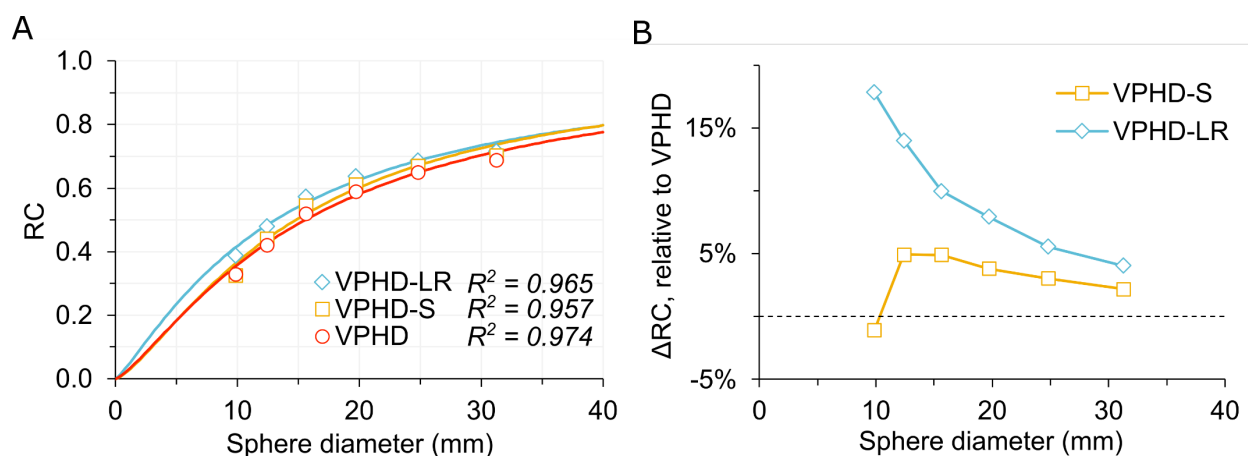 A
1.0
0.8
0.6
0.4
0.2
0.0
RC
0
10
20
30
40
Sphere diameter (mm)
VPHD-LR R² = 0.965
VPHD-S R² = 0.957
VPHD R² = 0.974
B
15%
5%
-5%
ΔRC, relative to VPHD
0
10
20
30
40
Sphere diameter (mm)
VPHD-S
VPHD-LR